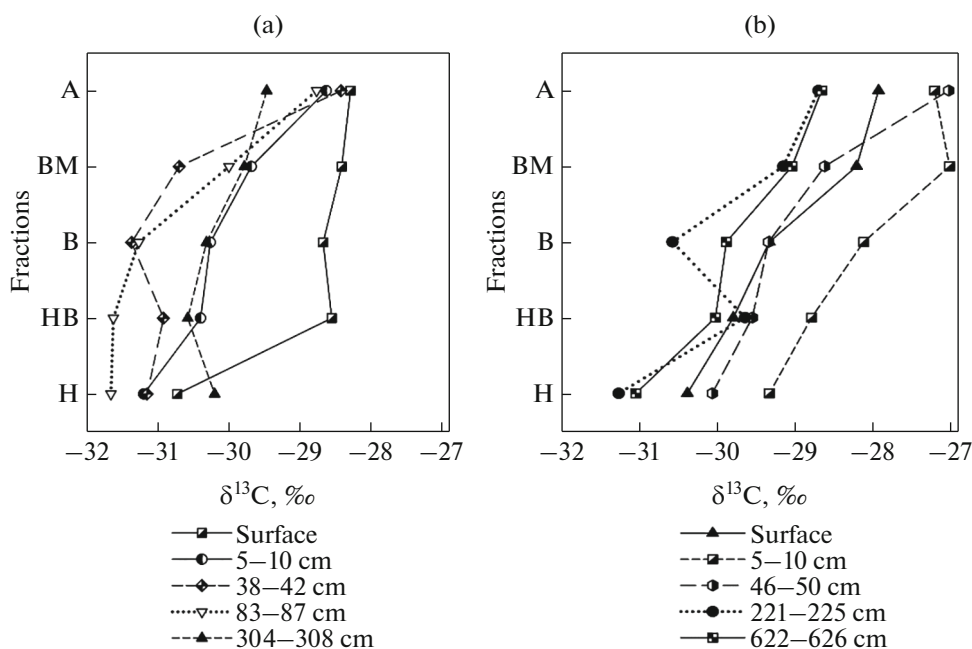 (a)
(b)
Fractions
A
BM
B
HB
H
−32 −31 −30 −29 −28 −27
δ¹³C, ‰
Surface
5−10 cm
38−42 cm
83−87 cm
304−308 cm
Fractions
A
BM
B
HB
H
−32 −31 −30 −29 −28 −27
δ¹³C, ‰
Surface
5−10 cm
46−50 cm
221−225 cm
622−626 cm